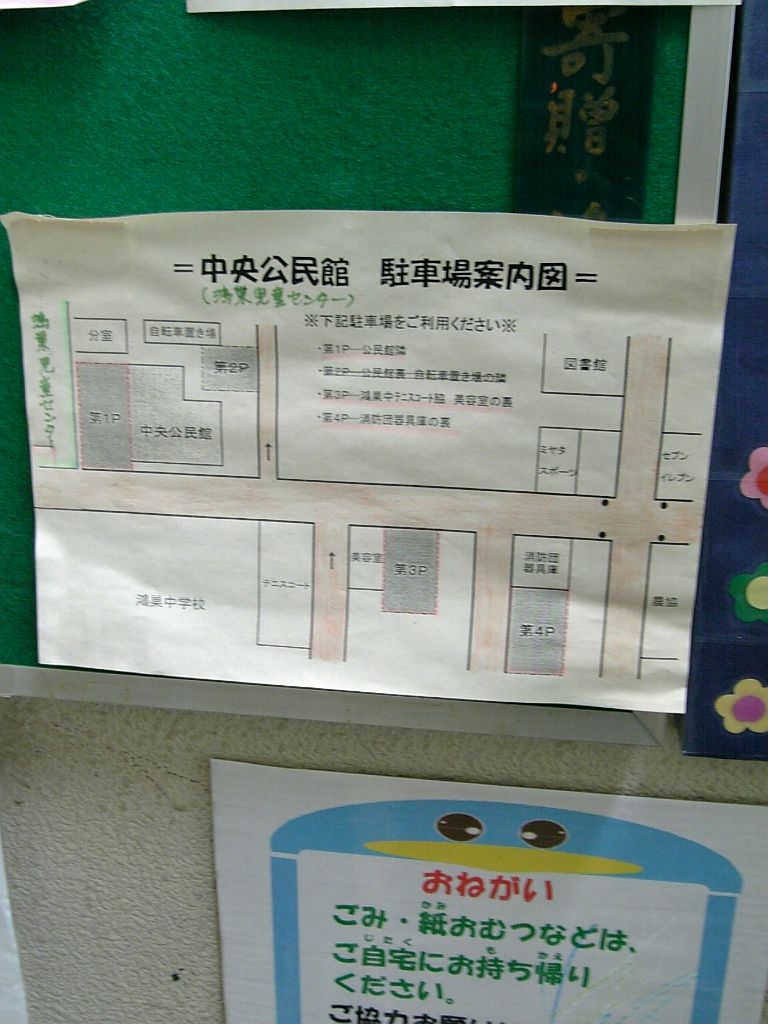 寄贈
＝中央公民館　駐車場案内図＝
（鴻巣児童センター）
※下記駐車場をご利用ください※
・第1P…公民館隣
・第2P…公民館裏 自転車置き場の隣
・第3P…鴻巣中テニスコート脇 美容室の裏
・第4P…消防団器具庫の裏
鴻巣児童センター
分室
自転車置き場
第2P
第1P
中央公民館
図書館
ミヤタ
スポーツ
セブン
イレブン
鴻巣中学校
テニスコート
美容室
第3P
消防団
器具庫
第4P
農協
おねがい
ごみ・紙おむつなどは、
ご自宅にお持ち帰り
ください。